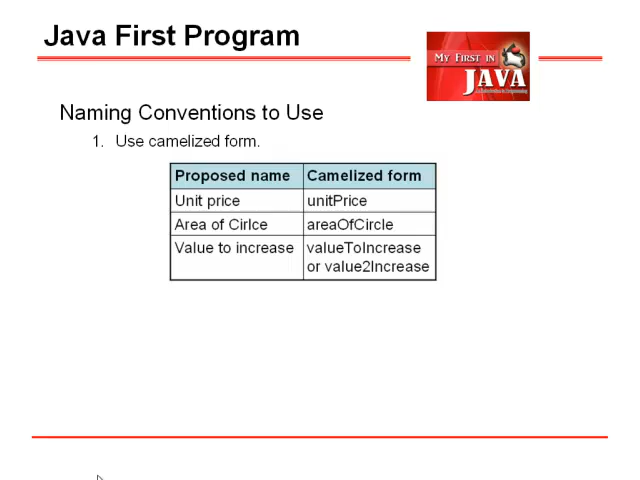 Java First Program
MY FIRST IN
JAVA
Naming Conventions to Use
1. Use camelized form.
Proposed name Camelized form
Unit price unitPrice
Area of Cirlce areaOfCircle
Value to increase valueToIncrease
or value2Increase